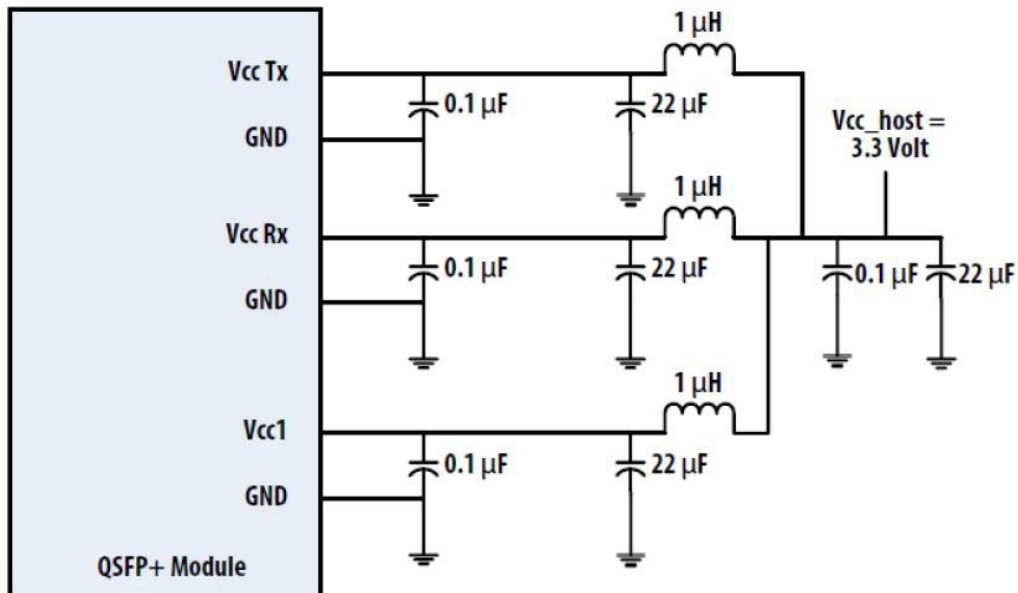 1 μH
Vcc Tx
0.1 μF
22 μF
GND
Vcc_host =
3.3 Volt
1 μH
Vcc Rx
0.1 μF
22 μF
0.1 μF
22 μF
GND
1 μH
Vcc1
0.1 μF
22 μF
GND
QSFP+ Module